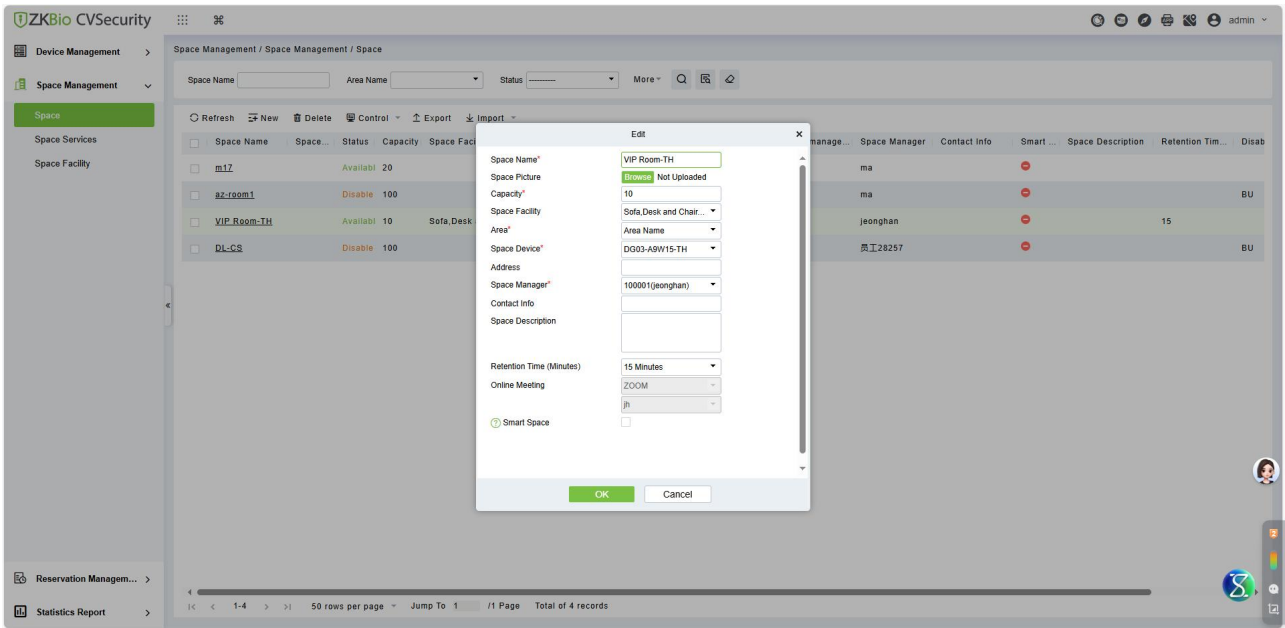 ZKBio CVSecurity
admin
Device Management
Space Management
Space
Space Services
Space Facility
Reservation Managem...
Statistics Report
Space Management / Space Management / Space
Space Name Area Name Status ---------- More
Refresh New Delete Control Export Import
Space Name Space... Status Capacity Space Faci manage... Space Manager Contact Info Smart ... Space Description Retention Tim... Disab
m17 Availabl 20 ma
az-room1 Disable 100 ma BU
VIP Room-TH Availabl 10 Sofa,Desk jeonghan 15
DL-CS Disable 100 员工28257 BU
Edit
Space Name* VIP Room-TH
Space Picture Browse Not Uploaded
Capacity* 10
Space Facility Sofa,Desk and Chair...
Area* Area Name
Space Device* DG03-A9W15-TH
Address
Space Manager* 100001(jeonghan)
Contact Info
Space Description
Retention Time (Minutes) 15 Minutes
Online Meeting ZOOM
jh
? Smart Space
OK Cancel
1-4 50 rows per page Jump To 1 /1 Page Total of 4 records